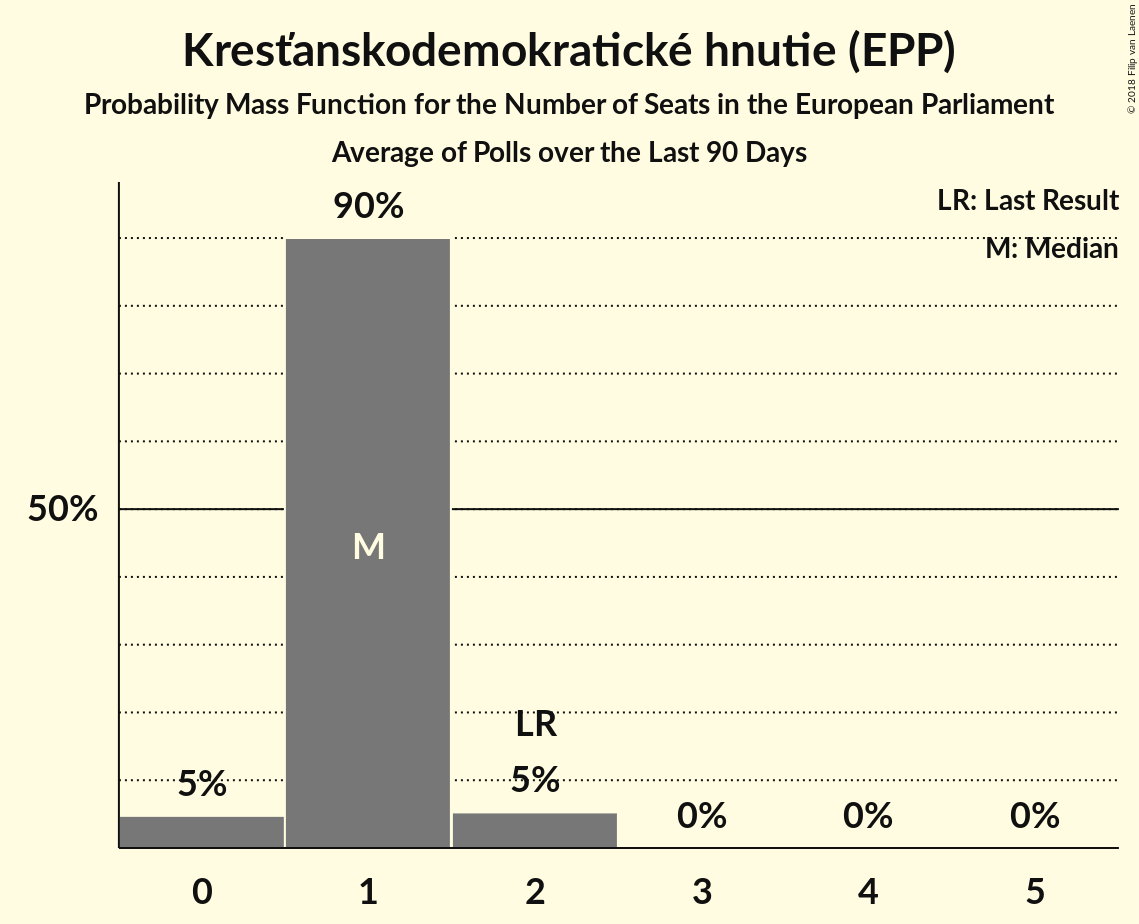 Kresťanskodemokratické hnutie (EPP)
Probability Mass Function for the Number of Seats in the European Parliament
Average of Polls over the Last 90 Days
© 2018 Filip van Laenen
LR: Last Result
M: Median
90%
50%
M
LR
5%
5%
0%
0%
0%
0
1
2
3
4
5